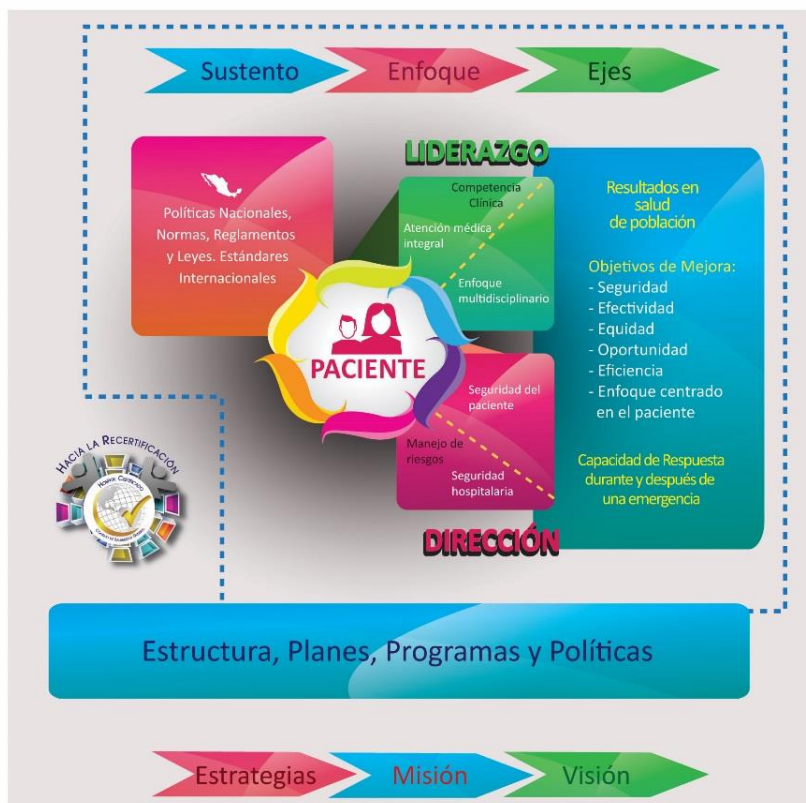 Sustento
Enfoque
Ejes
LIDERAZGO
Políticas Nacionales,
Normas, Reglamentos
y Leyes. Estándares
Internacionales
Competencia
Clínica
Atención médica
integral
Enfoque
multidisciplinario
PACIENTE
Seguridad del
paciente
Manejo de
riesgos
Seguridad
hospitalaria
DIRECCIÓN
Resultados en
salud
de población
Objetivos de Mejora:
- Seguridad
- Efectividad
- Equidad
- Oportunidad
- Eficiencia
- Enfoque centrado
en el paciente
Capacidad de Respuesta
durante y después de
una emergencia
HACIA LA RECERTIFICACIÓN
HOSPITAL CERTIFICADO
Estructura, Planes, Programas y Políticas
Estrategias
Misión
Visión